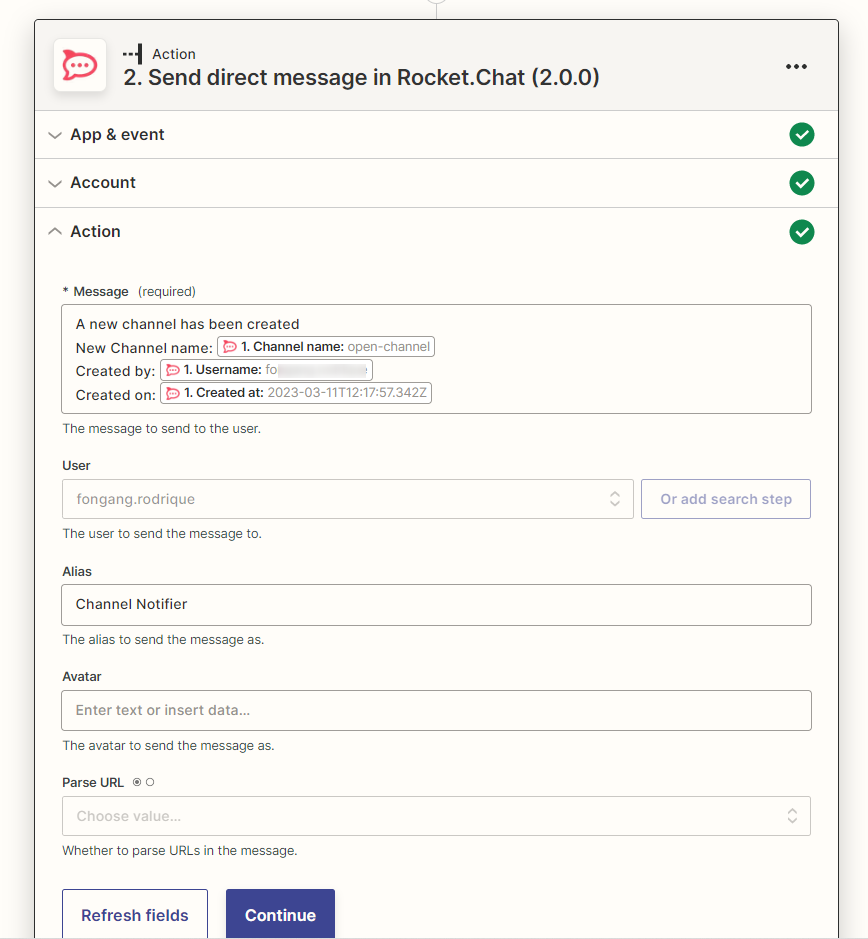 Action
2. Send direct message in Rocket.Chat (2.0.0)
App & event
Account
Action
* Message (required)
A new channel has been created
New Channel name: 1. Channel name: open-channel
Created by: 1. Username: fo
Created on: 1. Created at: 2023-03-11T12:17:57.342Z
The message to send to the user.
User
fongang.rodrique
Or add search step
The user to send the message to.
Alias
Channel Notifier
The alias to send the message as.
Avatar
Enter text or insert data...
The avatar to send the message as.
Parse URL
Choose value...
Whether to parse URLs in the message.
Refresh fields
Continue